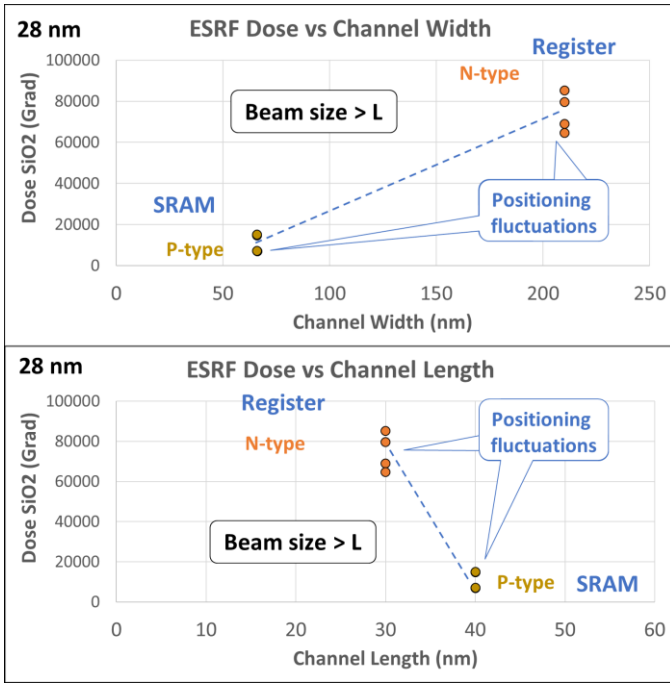 28 nm
ESRF Dose vs Channel Width
Register
N-type
Beam size > L
SRAM
P-type
Positioning
fluctuations
Dose SiO2 (Grad)
100000
80000
60000
40000
20000
0
0 50 100 150 200 250
Channel Width (nm)
28 nm
ESRF Dose vs Channel Length
Register
N-type
Positioning
fluctuations
Beam size > L
P-type SRAM
Dose SiO2 (Grad)
100000
80000
60000
40000
20000
0
0 10 20 30 40 50 60
Channel Length (nm)